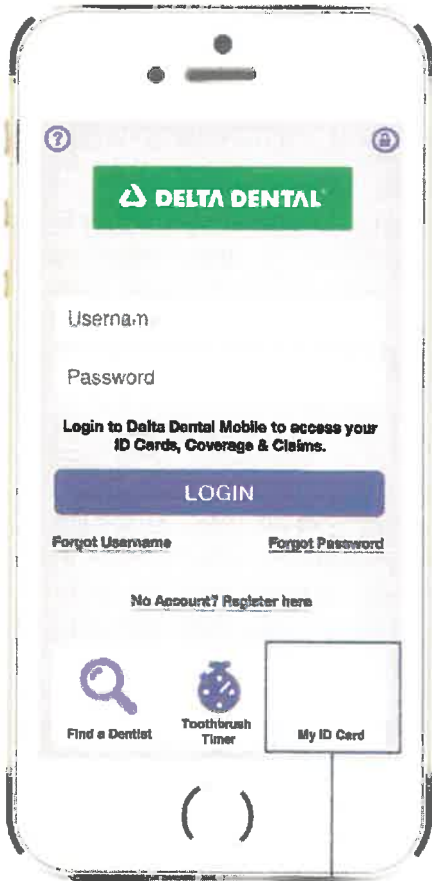 ?
DELTA DENTAL
Usernam
Password
Login to Delta Dental Mobile to access your
ID Cards, Coverage & Claims.
LOGIN
Forgot Username
Forgot Password
No Account? Register here
Find a Dentist
Toothbrush
Timer
My ID Card